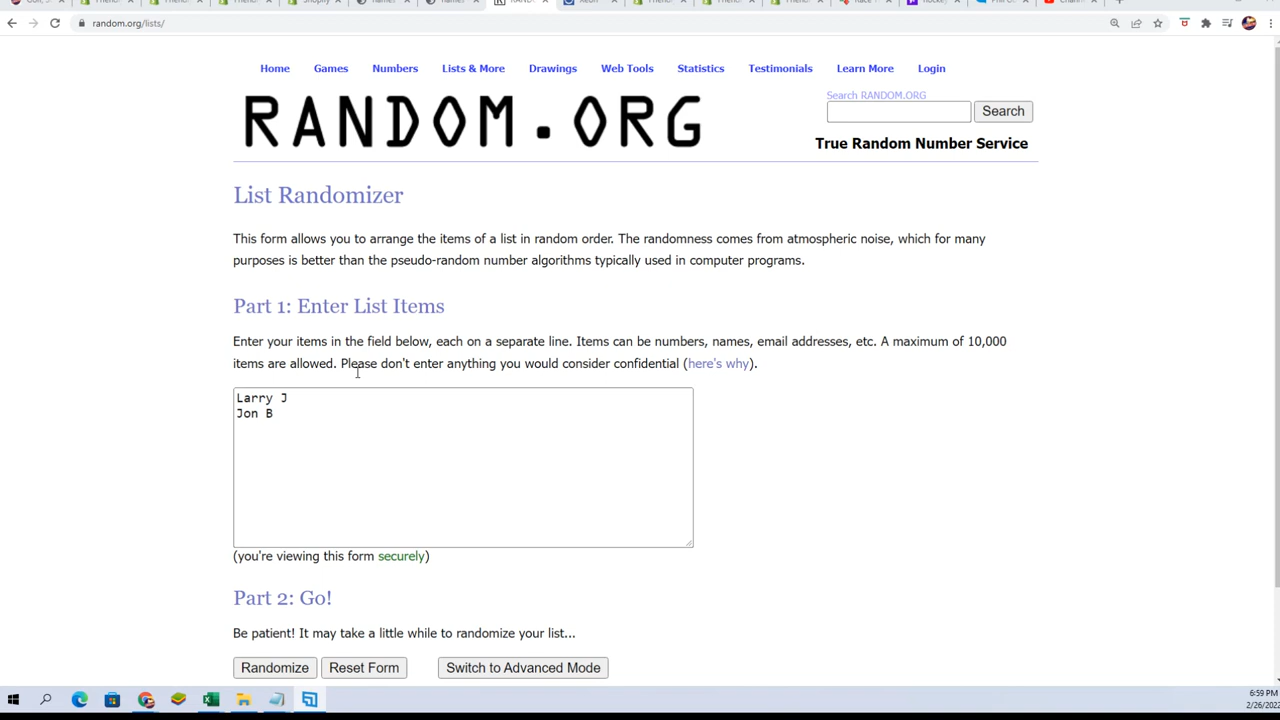 random.org/lists/
Home Games Numbers Lists & More Drawings Web Tools Statistics Testimonials Learn More Login
RANDOM.ORG
Search RANDOM.ORG
Search
True Random Number Service
List Randomizer
This form allows you to arrange the items of a list in random order. The randomness comes from atmospheric noise, which for many
purposes is better than the pseudo-random number algorithms typically used in computer programs.
Part 1: Enter List Items
Enter your items in the field below, each on a separate line. Items can be numbers, names, email addresses, etc. A maximum of 10,000
items are allowed. Please don't enter anything you would consider confidential (here's why).
Larry J
Jon B
(you're viewing this form securely)
Part 2: Go!
Be patient! It may take a little while to randomize your list...
Randomize Reset Form Switch to Advanced Mode
6:59 PM